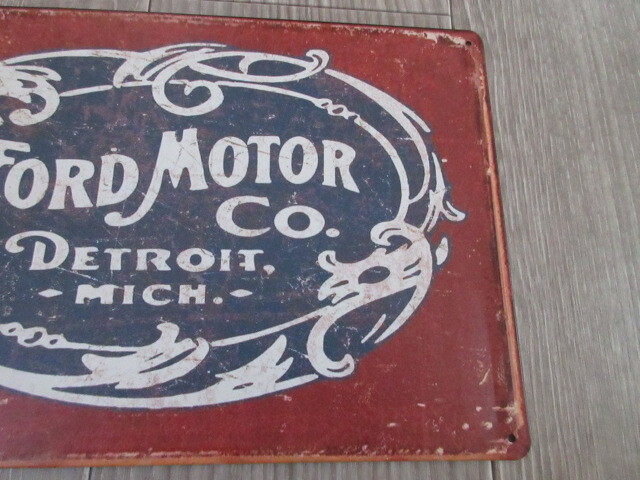 FORD MOTOR
CO.
DETROIT,
- MICH. -